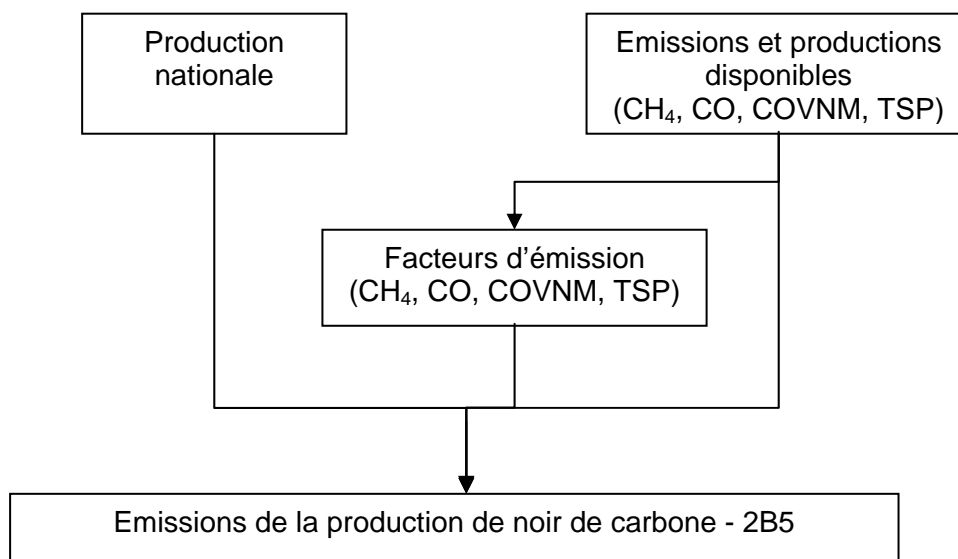 Production
nationale
Emissions et productions
disponibles
(CH₄, CO, COVNM, TSP)
Facteurs d’émission
(CH₄, CO, COVNM, TSP)
Emissions de la production de noir de carbone - 2B5